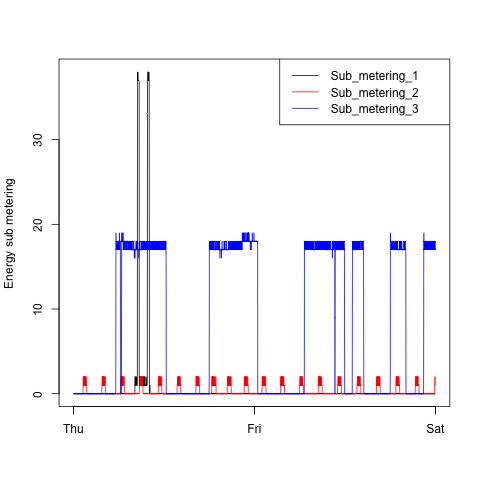 Sub_metering_1
Sub_metering_2
Sub_metering_3
Energy sub metering
30
20
10
0
Thu Fri Sat